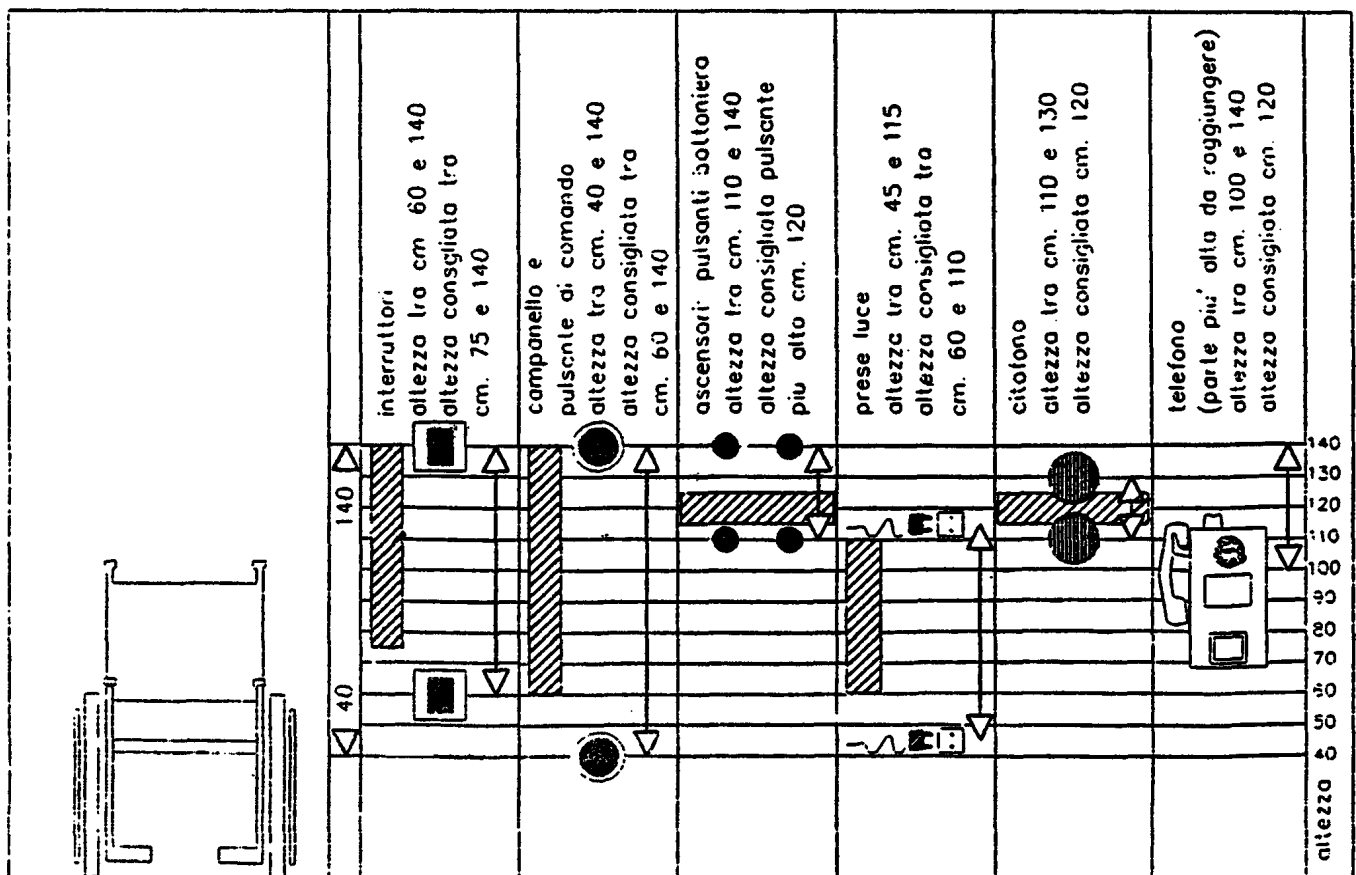 140
40
interruttori
altezza tra cm 60 e 140
altezza consgliata tra
cm. 75 e 140
campanello e
pulsante di comando
altezza tra cm. 40 e 140
altezza consigliata tra
cm. 60 e 140
ascensori pulsanti bottoniera
altezza tra cm. 110 e 140
altezza consigliata pulsante
piu alto cm. 120
prese luce
altezza tra cm. 45 e 115
altezza consigliata tra
cm. 60 e 110
citofono
altezza tra cm. 110 e 130
altezza consigliata cm. 120
telefono
(parte piu' alta da raggiungere)
altezza tra cm. 100 e 140
altezza consigliata cm. 120
140
130
120
110
100
90
80
70
60
50
40
altezza